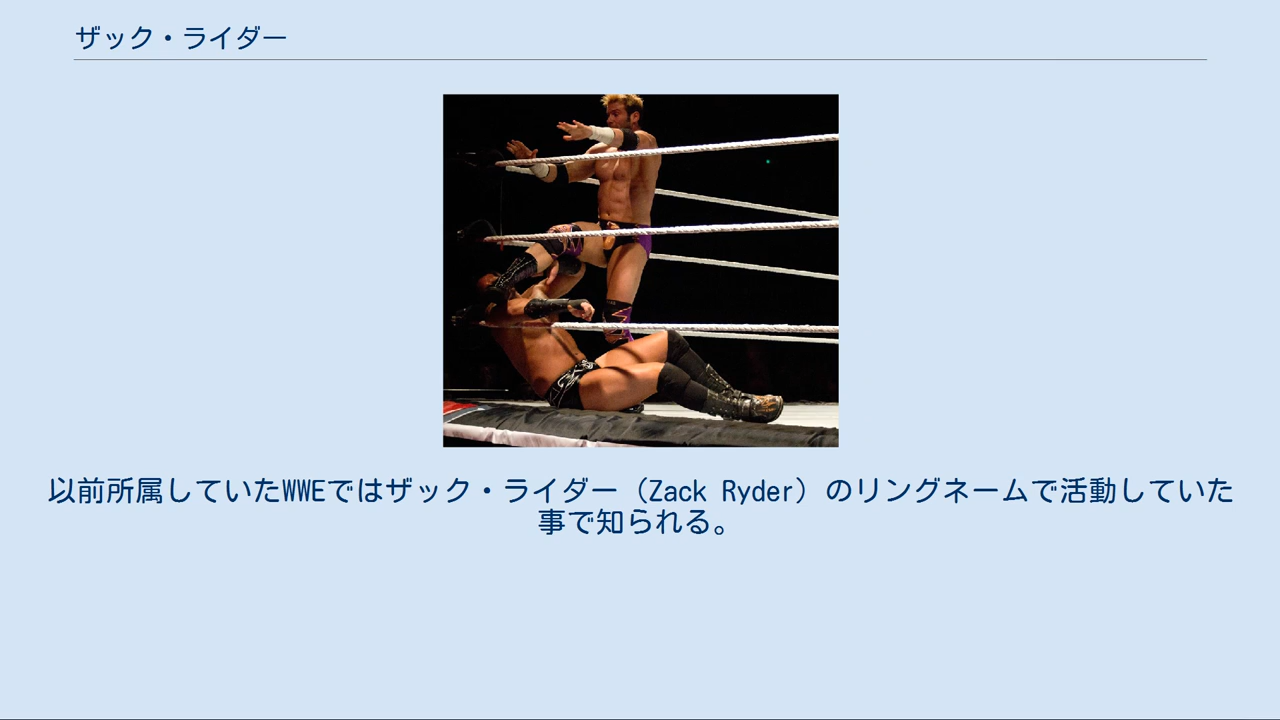 ザック・ライダー
以前所属していたWWEではザック・ライダー（Zack Ryder）のリングネームで活動していた
事で知られる。